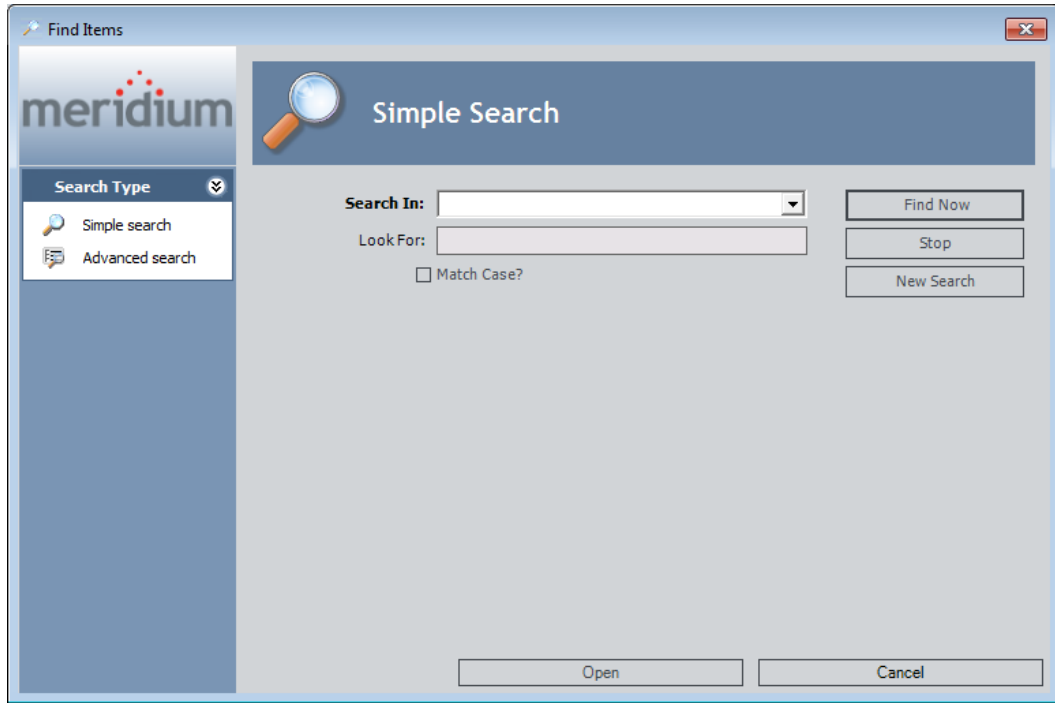 Find Items
meridium
Simple Search
Search Type
Simple search
Advanced search
Search In:
Look For:
Match Case?
Find Now
Stop
New Search
Open
Cancel